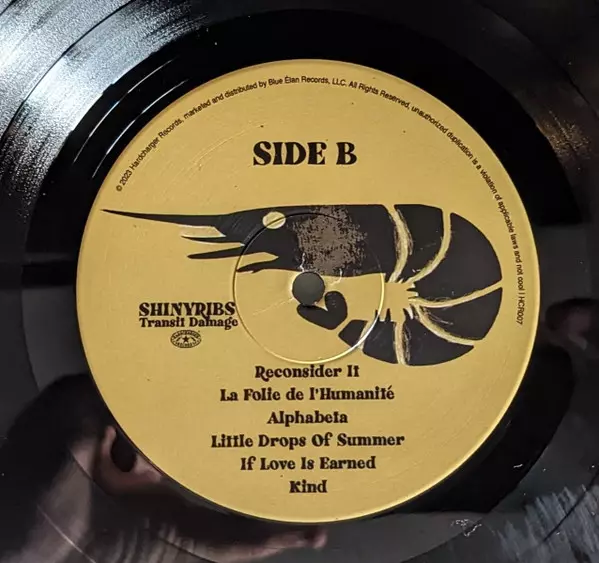 © 2023 Hardcharger Records, marketed and distributed by Blue Élan Records, LLC. All Rights Reserved, unauthorized duplication is a violation of applicable laws and not cool | HCR007
SIDE B
SHINYRIBS
Transit Damage
Reconsider It
La Folie de l'Humanité
Alphabeta
Little Drops Of Summer
If Love Is Earned
Kind